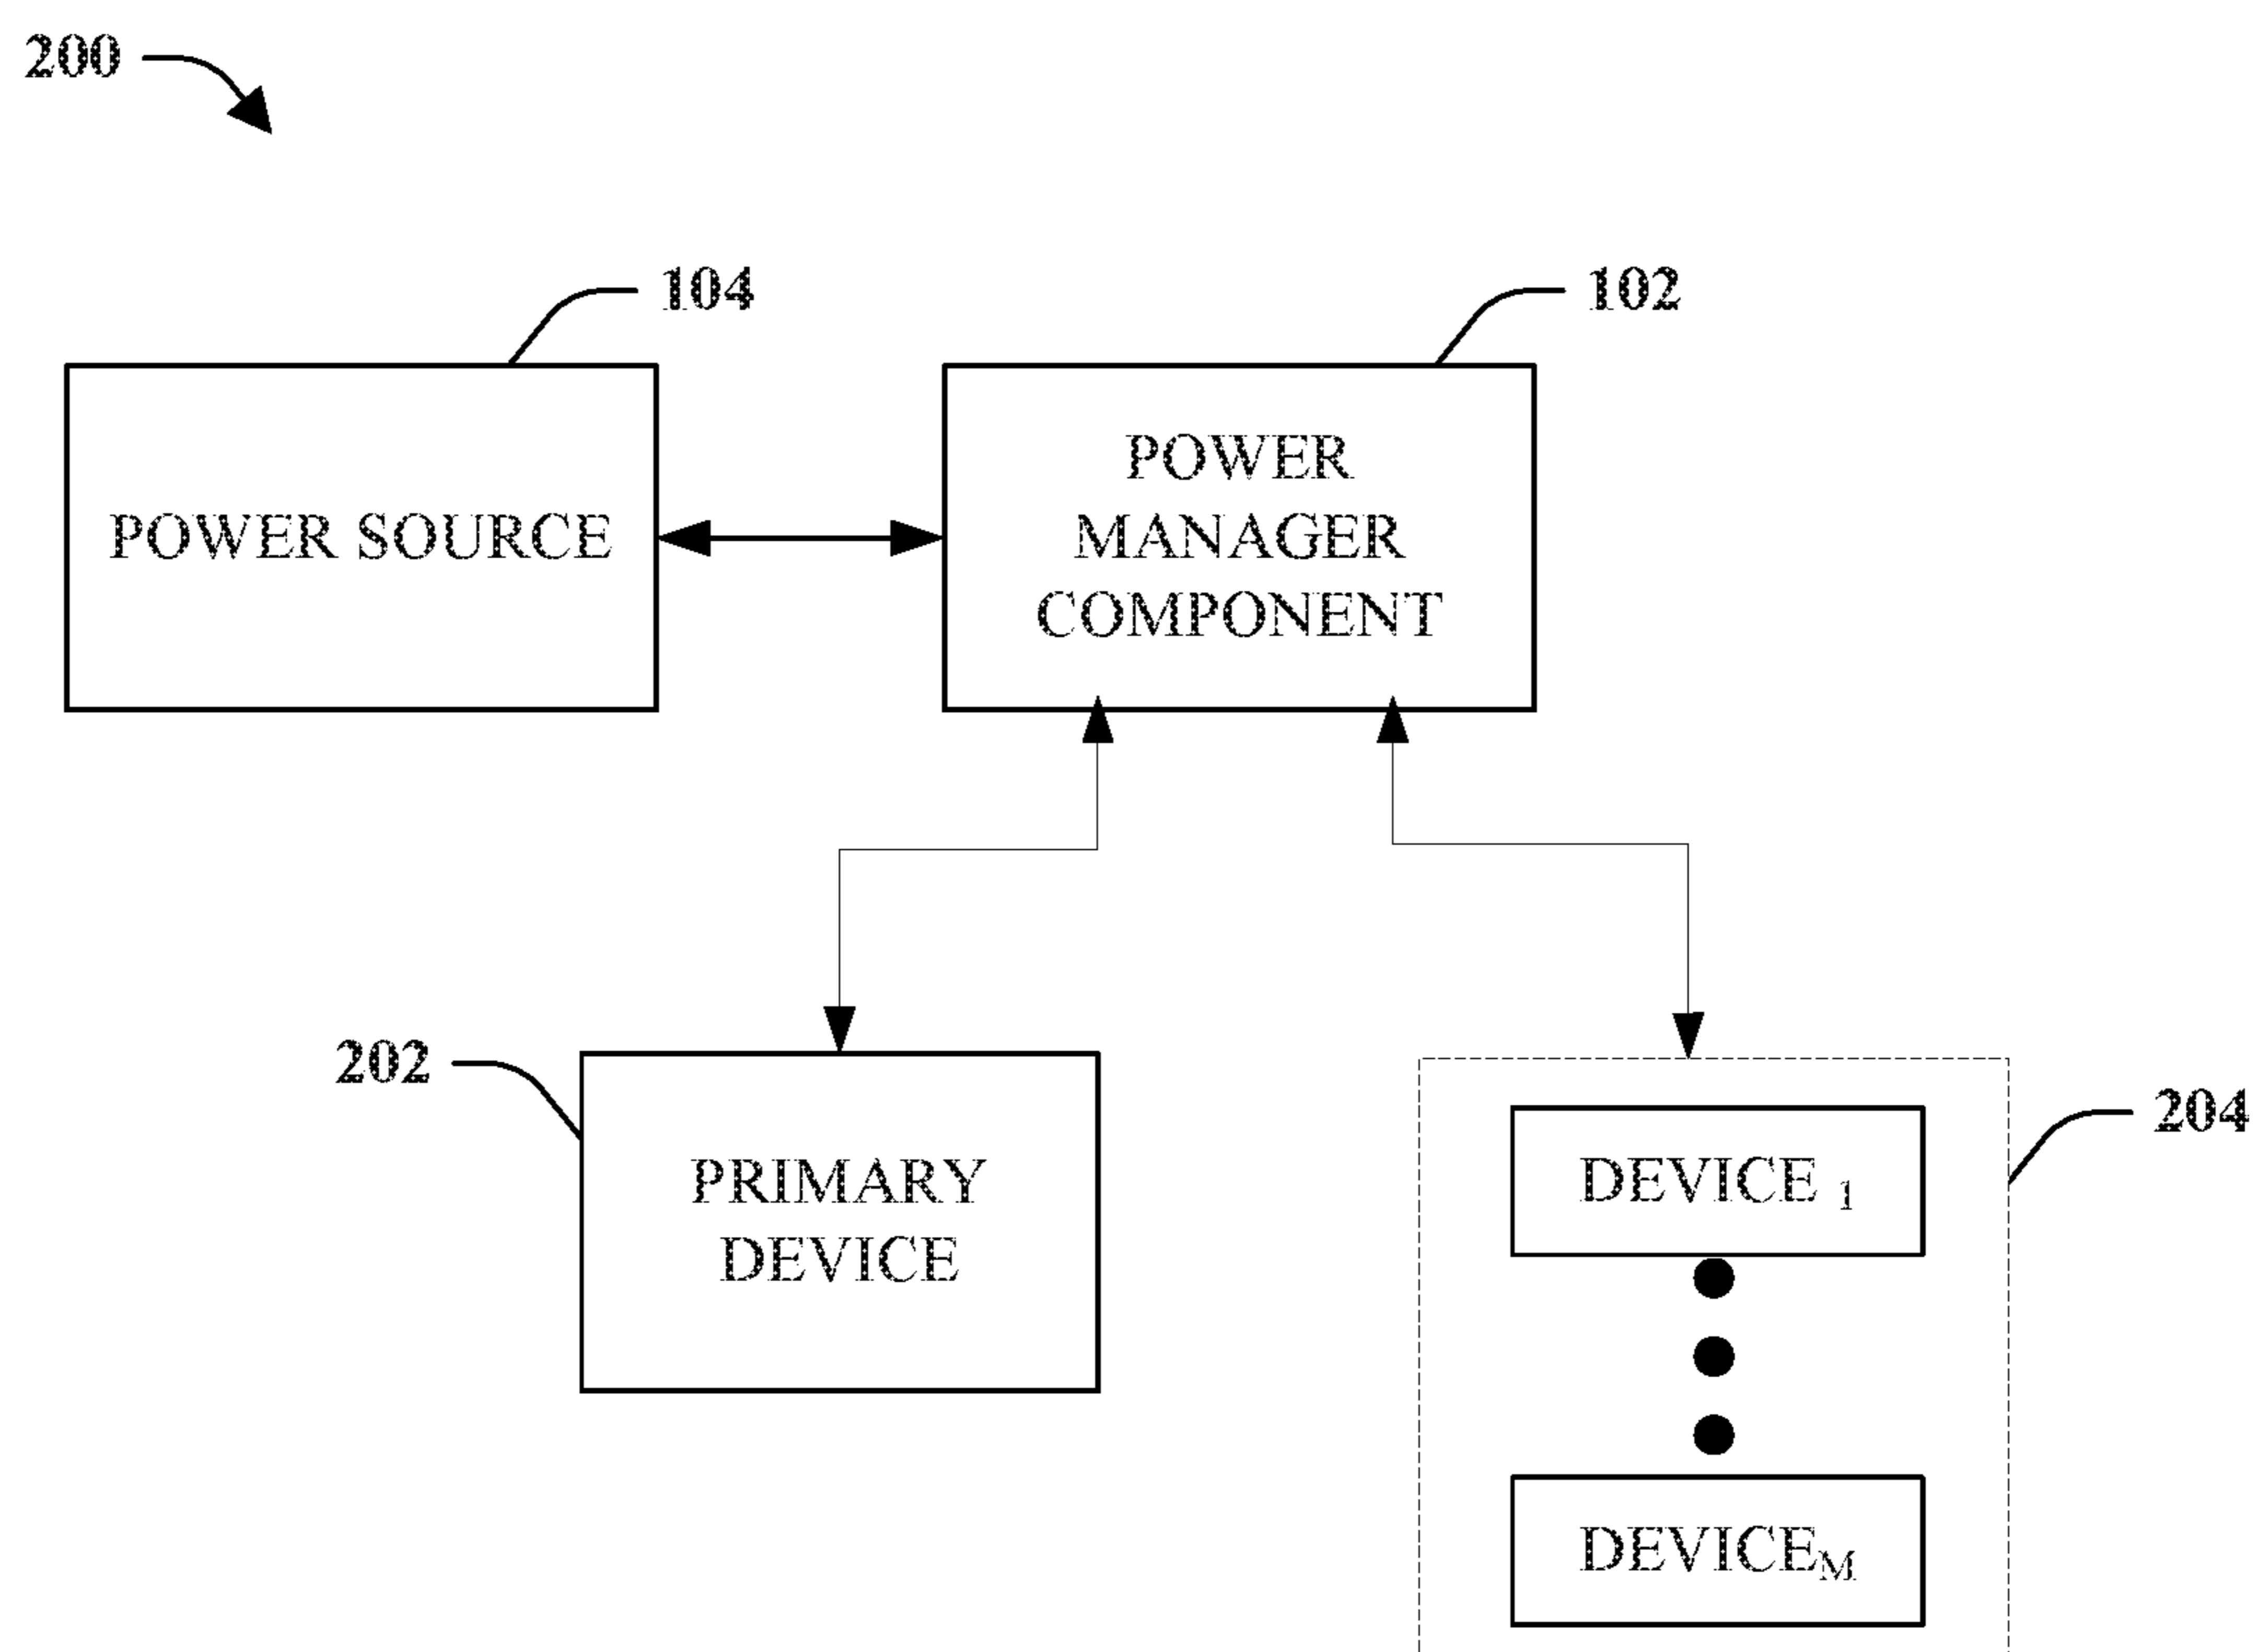 200
104
102
POWER SOURCE
POWER
MANAGER
COMPONENT
202
204
PRIMARY
DEVICE
DEVICE 1
DEVICEM